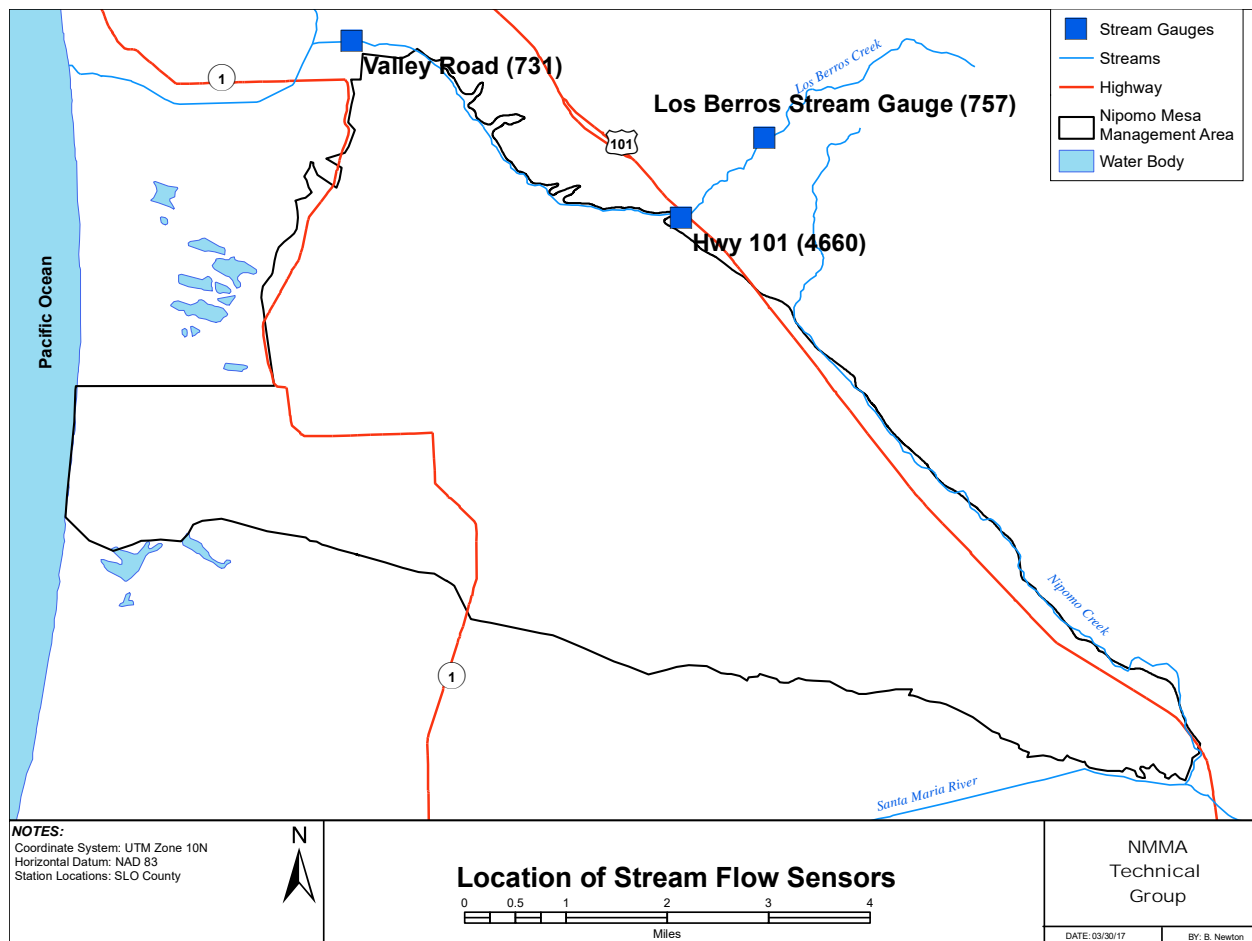 Stream Gauges
Streams
Highway
Nipomo Mesa
Management Area
Water Body
Valley Road (731)
1
Los Berros Creek
Los Berros Stream Gauge (757)
101
Hwy 101 (4660)
Pacific Ocean
Nipomo Creek
1
Santa Maria River
NOTES:
Coordinate System: UTM Zone 10N
Horizontal Datum: NAD 83
Station Locations: SLO County
N
Location of Stream Flow Sensors
0 0.5 1 2 3 4
Miles
NMMA
Technical
Group
DATE: 03/30/17 BY: B. Newton